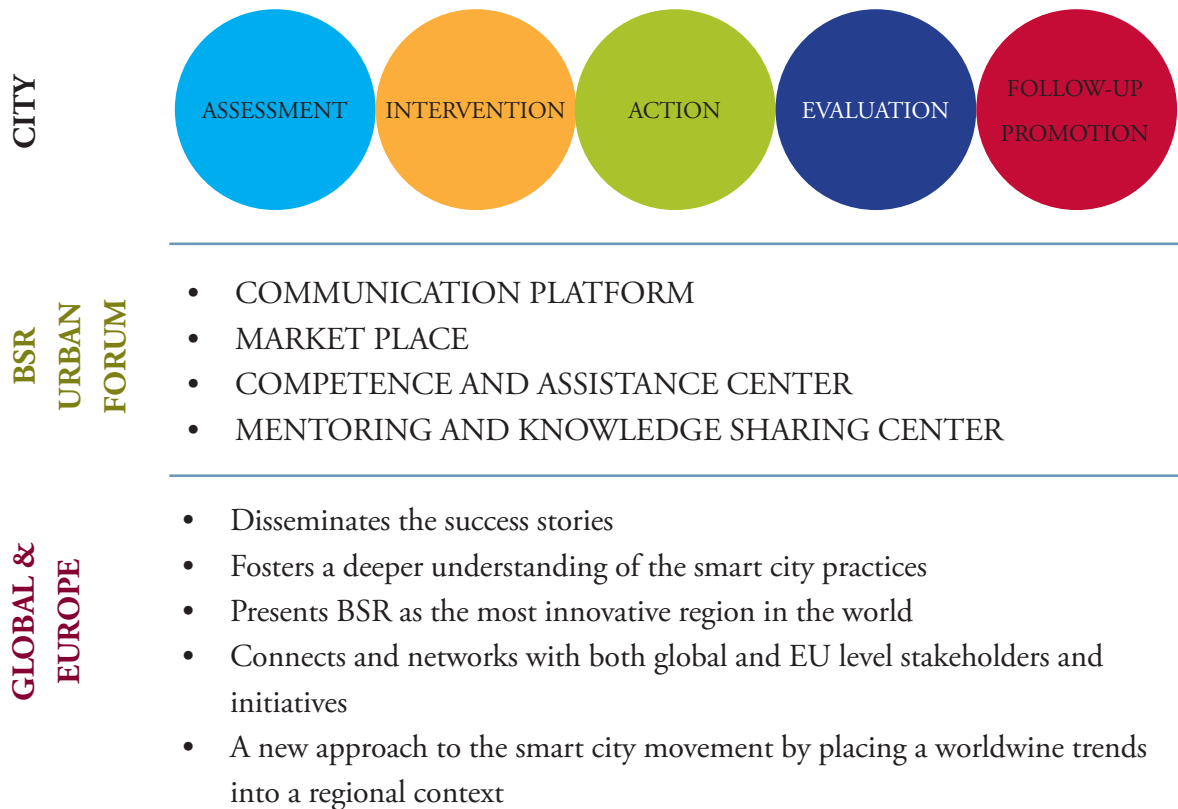 CITY
ASSESSMENT
INTERVENTION
ACTION
EVALUATION
FOLLOW-UP
PROMOTION
BSR
URBAN
FORUM
• COMMUNICATION PLATFORM
• MARKET PLACE
• COMPETENCE AND ASSISTANCE CENTER
• MENTORING AND KNOWLEDGE SHARING CENTER
GLOBAL &
EUROPE
• Disseminates the success stories
• Fosters a deeper understanding of the smart city practices
• Presents BSR as the most innovative region in the world
• Connects and networks with both global and EU level stakeholders and
initiatives
• A new approach to the smart city movement by placing a worldwine trends
into a regional context